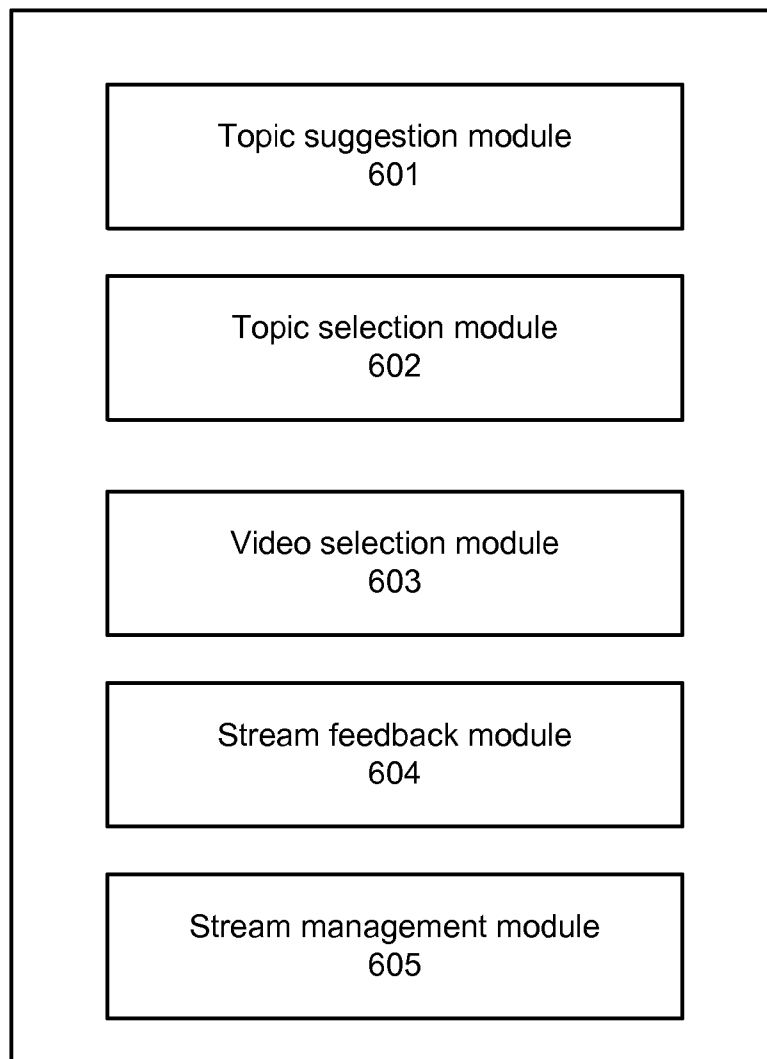 Topic suggestion module
601
Topic selection module
602
Video selection module
603
Stream feedback module
604
Stream management module
605